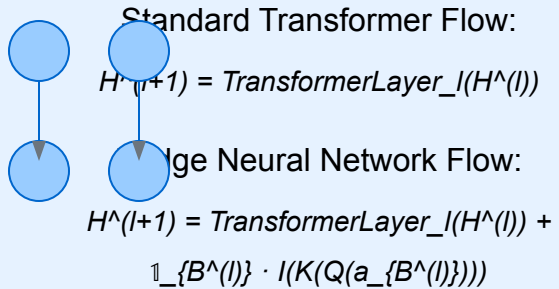 Standard Transformer Flow:
H^(l+1) = TransformerLayer_l(H^(l))
Neural Network Flow:
H^(l+1) = TransformerLayer_l(H^(l)) +
𝟙_{B^(l)} · I(K(Q(a_{B^(l)})))